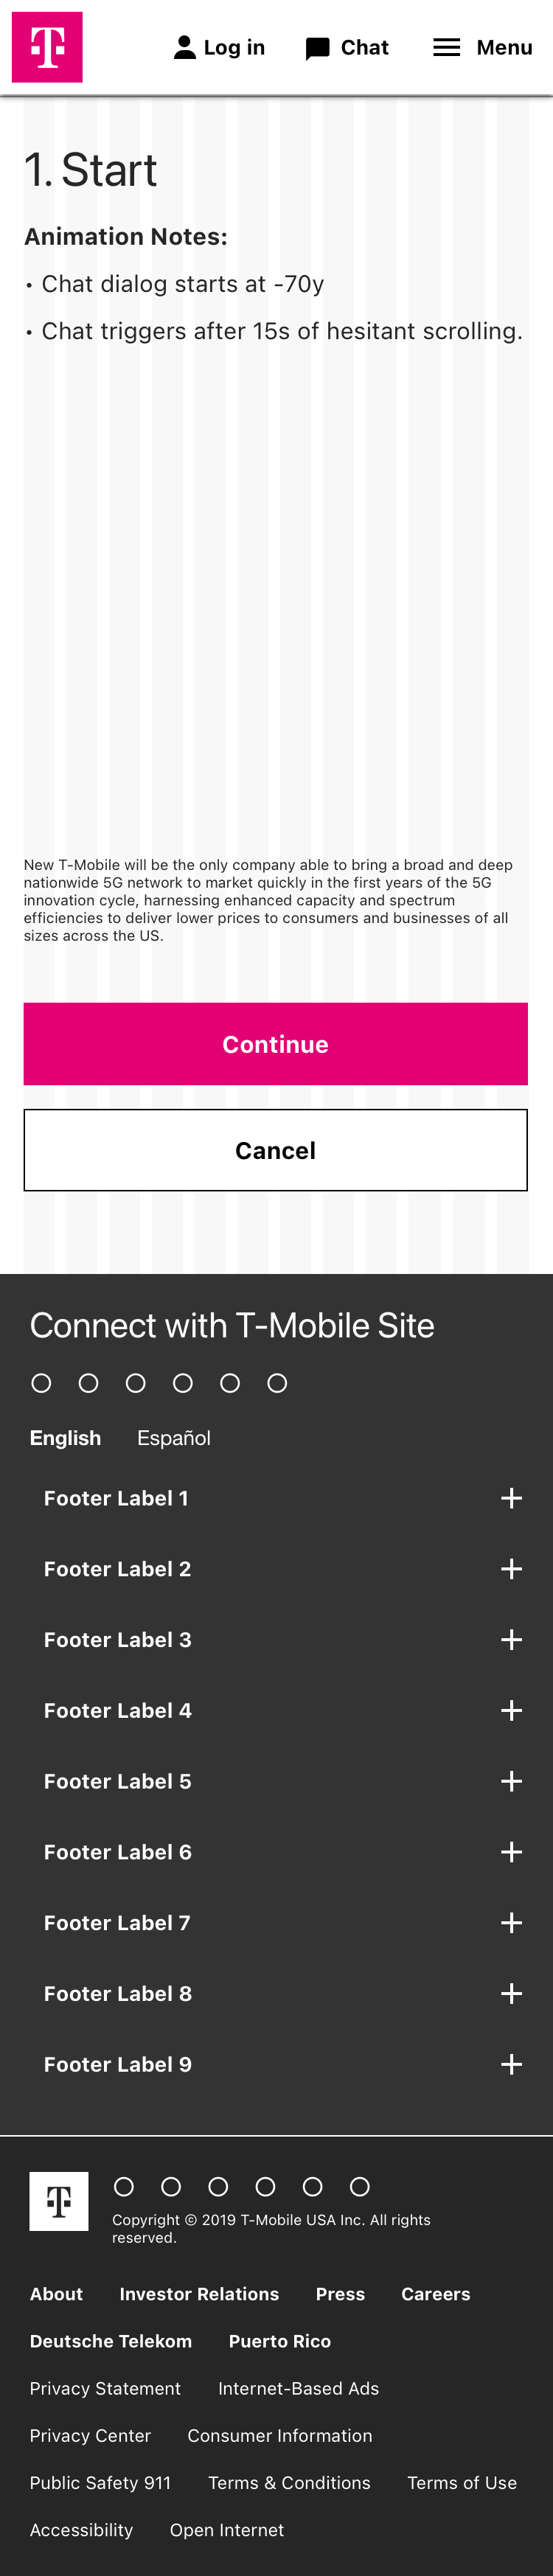 T
Log in
Chat
Menu
1. Start
Animation Notes:
• Chat dialog starts at -70y
• Chat triggers after 15s of hesitant scrolling.
New T-Mobile will be the only company able to bring a broad and deep
nationwide 5G network to market quickly in the first years of the 5G
innovation cycle, harnessing enhanced capacity and spectrum
efficiencies to deliver lower prices to consumers and businesses of all
sizes across the US.
Continue
Cancel
Connect with T-Mobile Site
English Español
Footer Label 1
Footer Label 2
Footer Label 3
Footer Label 4
Footer Label 5
Footer Label 6
Footer Label 7
Footer Label 8
Footer Label 9
T
Copyright © 2019 T-Mobile USA Inc. All rights
reserved.
About Investor Relations Press Careers
Deutsche Telekom Puerto Rico
Privacy Statement Internet-Based Ads
Privacy Center Consumer Information
Public Safety 911 Terms & Conditions Terms of Use
Accessibility Open Internet